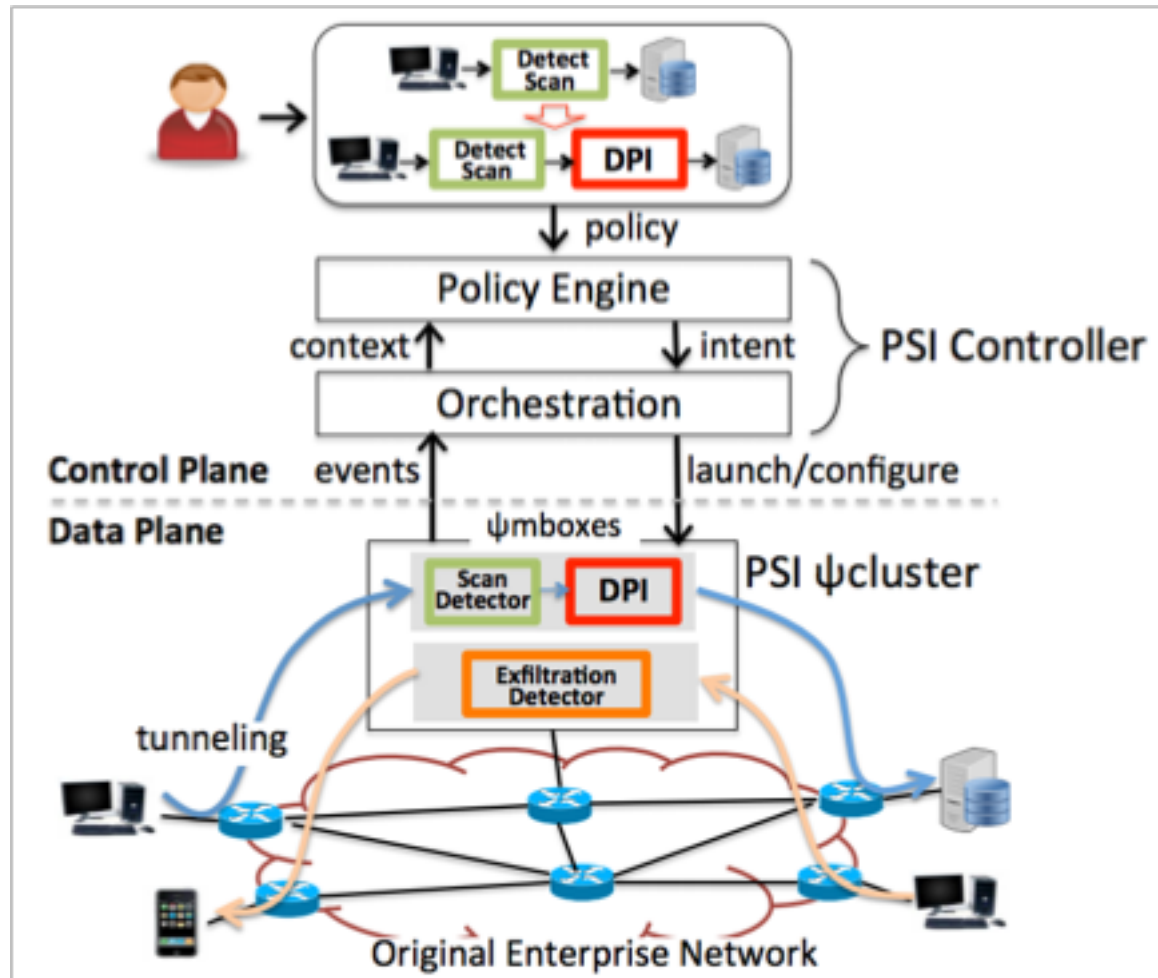 Detect
Scan
Detect
Scan
DPI
policy
Policy Engine
context
intent
PSI Controller
Orchestration
Control Plane
events
launch/configure
Data Plane
ψmboxes
PSI ψcluster
Scan
Detector
DPI
Exfiltration
Detector
tunneling
Original Enterprise Network